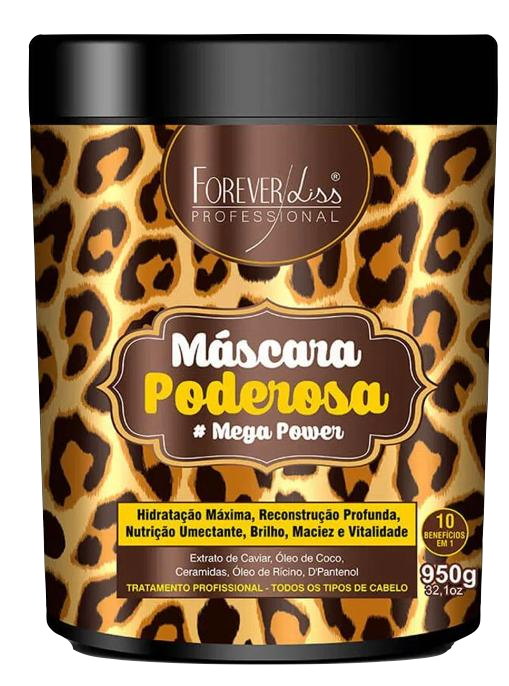 FOREVER Liss ®
PROFESSIONAL
Máscara
Poderosa
# Mega Power
Hidratação Máxima, Reconstrução Profunda,
Nutrição Umectante, Brilho, Maciez e Vitalidade
10
BENEFÍCIOS
EM 1
Extrato de Caviar, Óleo de Coco,
Ceramidas, Óleo de Rícino, D'Pantenol
TRATAMENTO PROFISSIONAL - TODOS OS TIPOS DE CABELO
950g
32,1oz